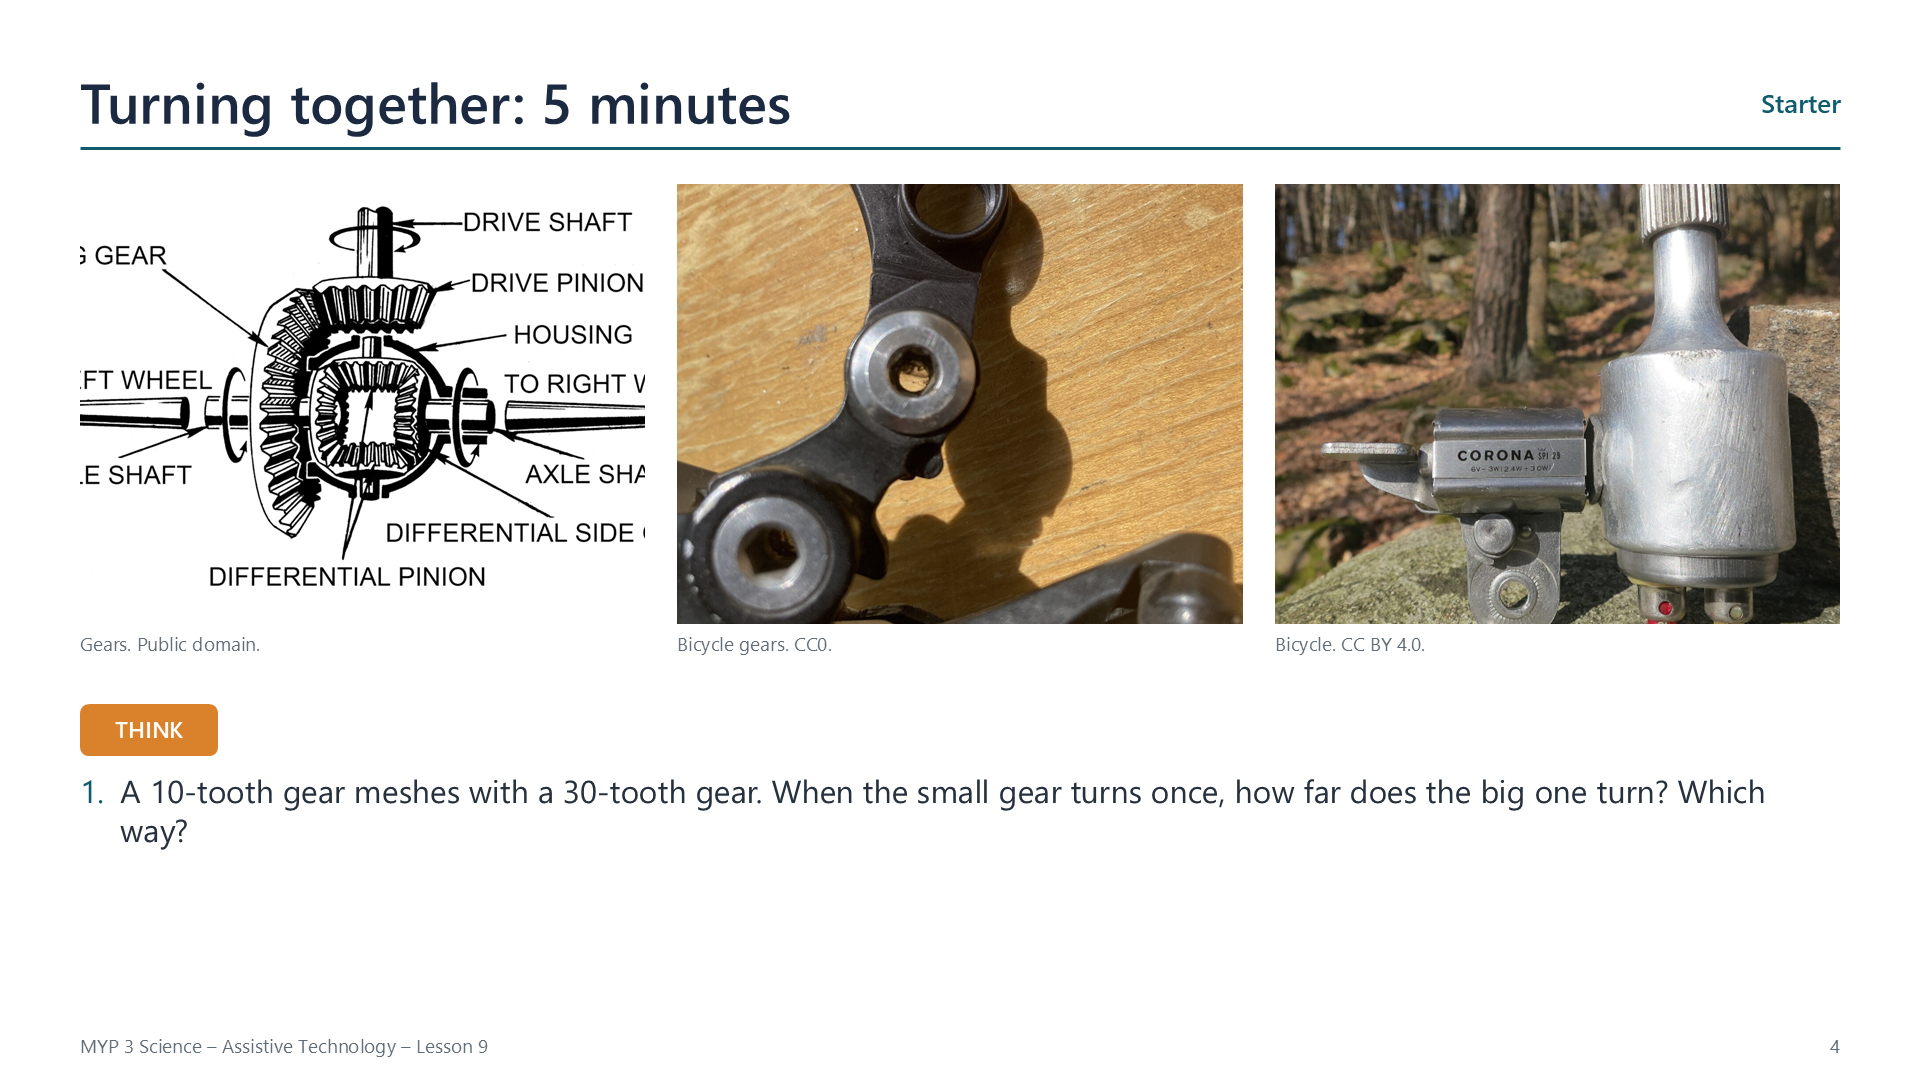 Turning together: 5 minutes
Starter
DRIVE SHAFT
G GEAR
DRIVE PINION
HOUSING
EFT WHEEL
TO RIGHT W
LE SHAFT
AXLE SHA
DIFFERENTIAL SIDE
DIFFERENTIAL PINION
CORONA
Gears. Public domain.
Bicycle gears. CC0.
Bicycle. CC BY 4.0.
THINK
1. A 10-tooth gear meshes with a 30-tooth gear. When the small gear turns once, how far does the big one turn? Which
way?
MYP 3 Science – Assistive Technology – Lesson 9
4